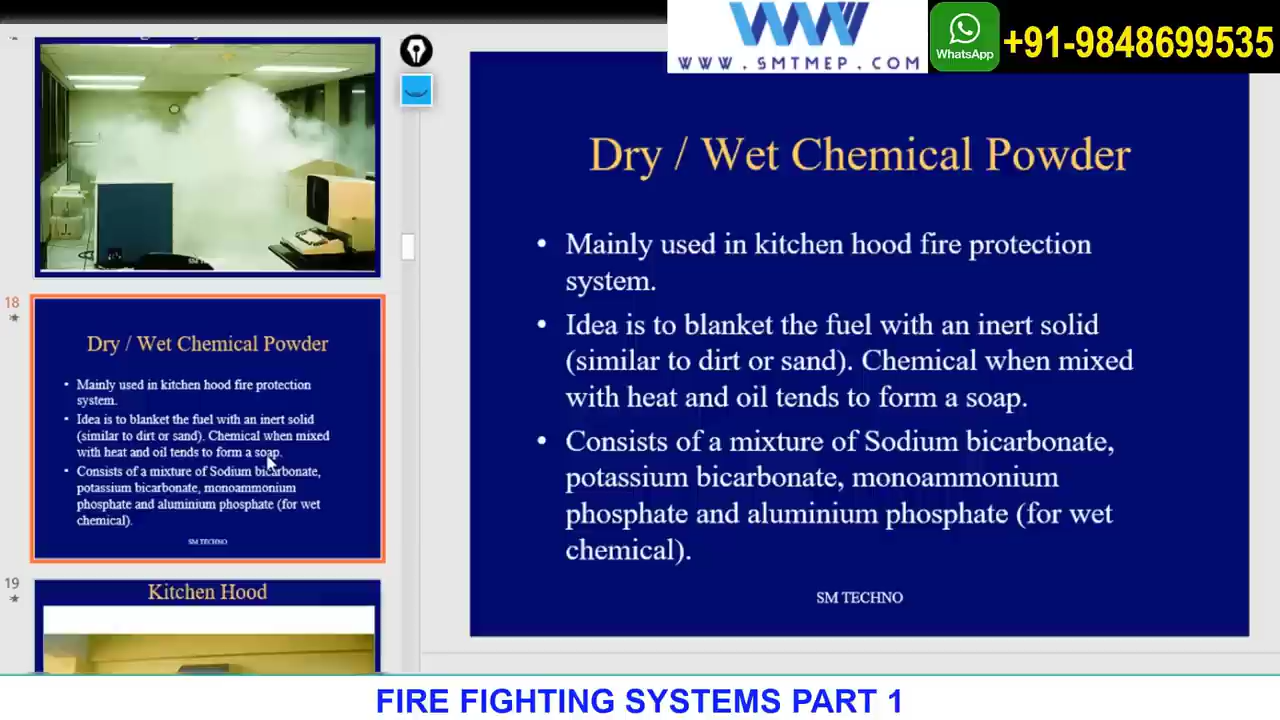 WWW.SMTMEP.COM
WhatsApp
+91-9848699535
18
Dry / Wet Chemical Powder
• Mainly used in kitchen hood fire protection
system.
• Idea is to blanket the fuel with an inert solid
(similar to dirt or sand). Chemical when mixed
with heat and oil tends to form a soap.
• Consists of a mixture of Sodium bicarbonate,
potassium bicarbonate, monoammonium
phosphate and aluminium phosphate (for wet
chemical).
SM TECHNO
19
Kitchen Hood
Dry / Wet Chemical Powder
• Mainly used in kitchen hood fire protection
system.
• Idea is to blanket the fuel with an inert solid
(similar to dirt or sand). Chemical when mixed
with heat and oil tends to form a soap.
• Consists of a mixture of Sodium bicarbonate,
potassium bicarbonate, monoammonium
phosphate and aluminium phosphate (for wet
chemical).
SM TECHNO
FIRE FIGHTING SYSTEMS PART 1